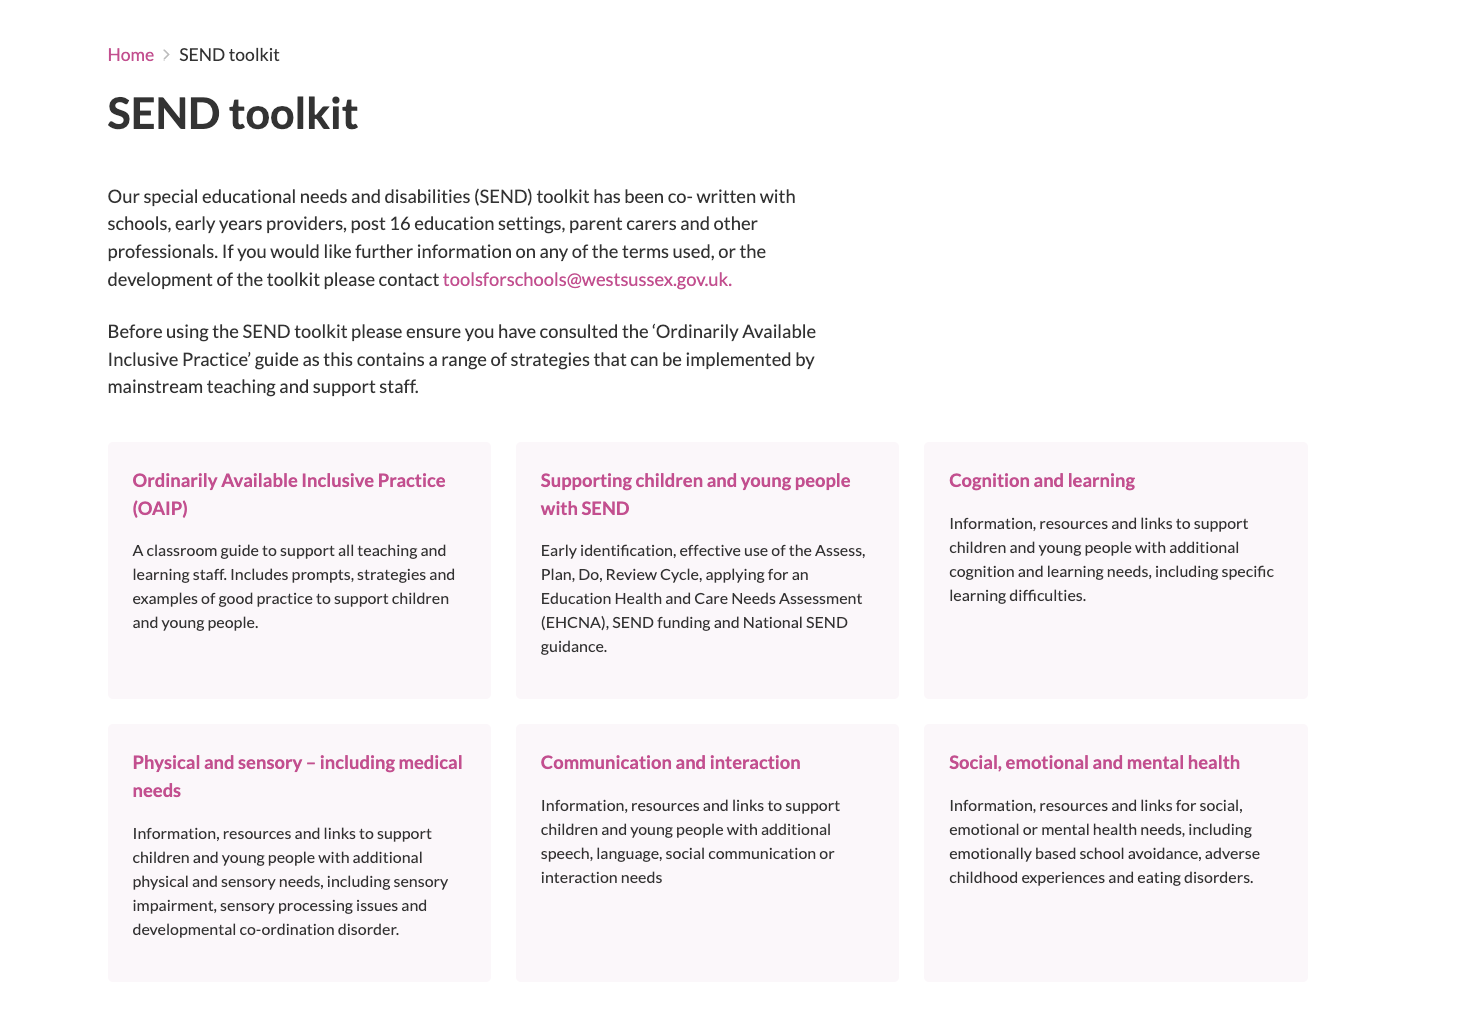 Home > SEND toolkit
SEND toolkit
Our special educational needs and disabilities (SEND) toolkit has been co- written with
schools, early years providers, post 16 education settings, parent carers and other
professionals. If you would like further information on any of the terms used, or the
development of the toolkit please contact toolsforschools@westsussex.gov.uk.
Before using the SEND toolkit please ensure you have consulted the ‘Ordinarily Available
Inclusive Practice’ guide as this contains a range of strategies that can be implemented by
mainstream teaching and support staff.
Ordinarily Available Inclusive Practice
(OAIP)
A classroom guide to support all teaching and
learning staff. Includes prompts, strategies and
examples of good practice to support children
and young people.
Supporting children and young people
with SEND
Early identification, effective use of the Assess,
Plan, Do, Review Cycle, applying for an
Education Health and Care Needs Assessment
(EHCNA), SEND funding and National SEND
guidance.
Cognition and learning
Information, resources and links to support
children and young people with additional
cognition and learning needs, including specific
learning difficulties.
Physical and sensory – including medical
needs
Information, resources and links to support
children and young people with additional
physical and sensory needs, including sensory
impairment, sensory processing issues and
developmental co-ordination disorder.
Communication and interaction
Information, resources and links to support
children and young people with additional
speech, language, social communication or
interaction needs
Social, emotional and mental health
Information, resources and links for social,
emotional or mental health needs, including
emotionally based school avoidance, adverse
childhood experiences and eating disorders.